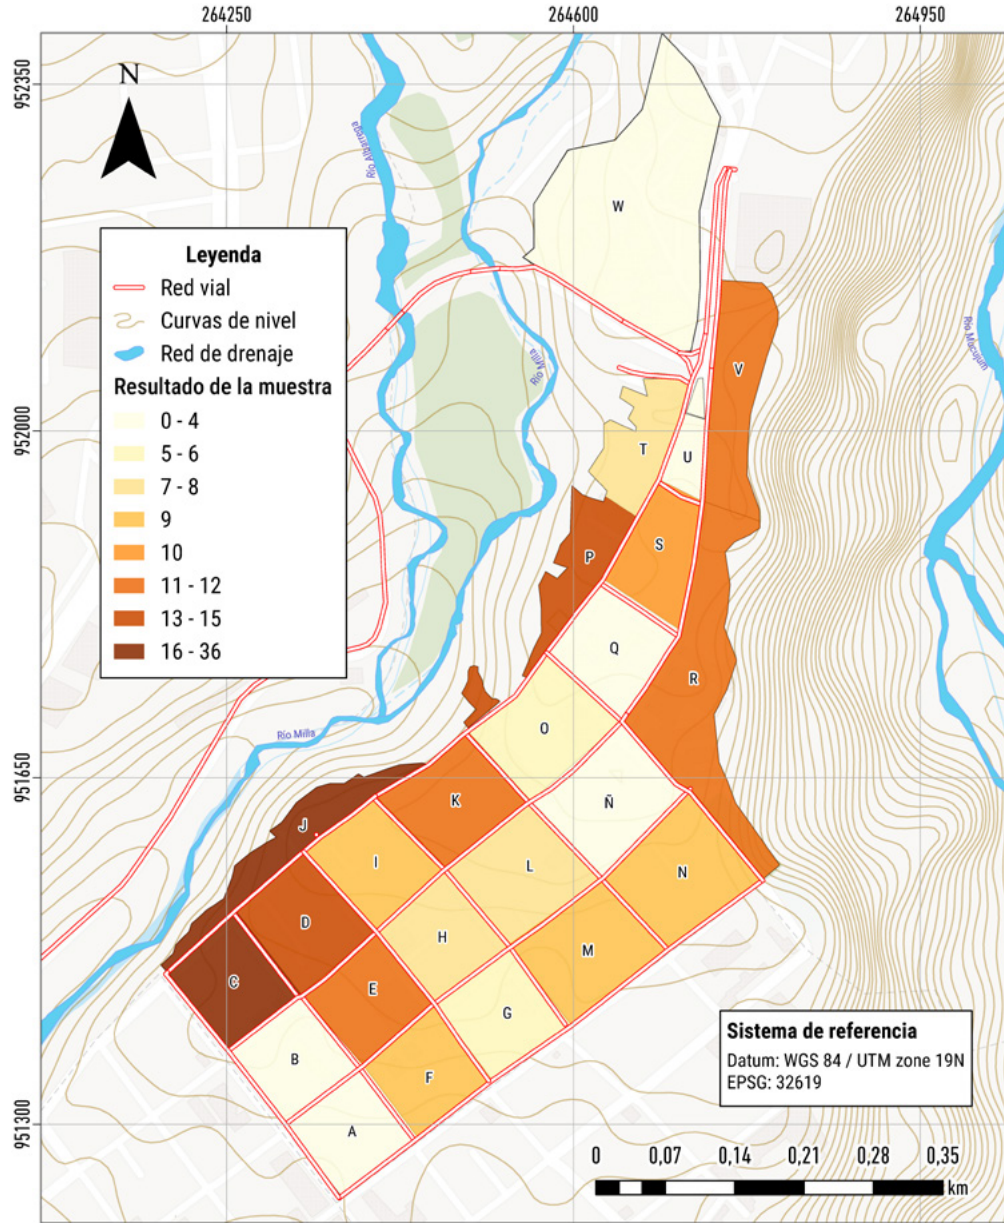 264250
264600
264950
952350
952000
951650
951300
N
Río Albarrega
Río Milla
Río Milla
Río Mucujum
Leyenda
Red vial
Curvas de nivel
Red de drenaje
Resultado de la muestra
0 - 4
5 - 6
7 - 8
9
10
11 - 12
13 - 15
16 - 36
W
V
T
U
P
S
Q
R
O
Ñ
K
J
L
I
N
D
H
M
C
E
G
B
F
A
Sistema de referencia
Datum: WGS 84 / UTM zone 19N
EPSG: 32619
0 0,07 0,14 0,21 0,28 0,35
km